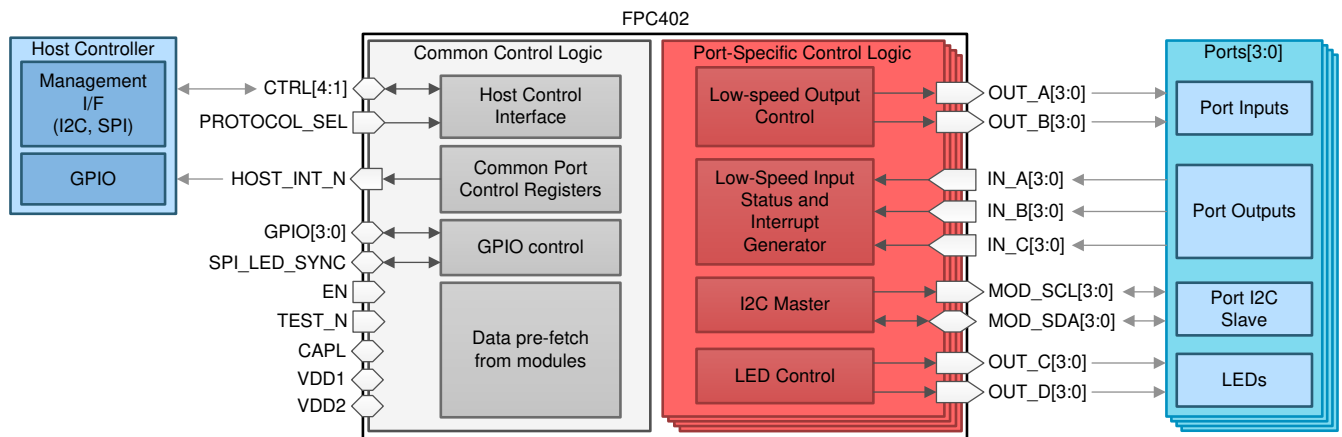 FPC402
Host Controller
Management
I/F
(I2C, SPI)
GPIO
CTRL[4:1]
PROTOCOL_SEL
HOST_INT_N
GPIO[3:0]
SPI_LED_SYNC
EN
TEST_N
CAPL
VDD1
VDD2
Common Control Logic
Host Control
Interface
Common Port
Control Registers
GPIO control
Data pre-fetch
from modules
Port-Specific Control Logic
Low-speed Output
Control
Low-Speed Input
Status and
Interrupt
Generator
I2C Master
LED Control
OUT_A[3:0]
OUT_B[3:0]
IN_A[3:0]
IN_B[3:0]
IN_C[3:0]
MOD_SCL[3:0]
MOD_SDA[3:0]
OUT_C[3:0]
OUT_D[3:0]
Ports[3:0]
Port Inputs
Port Outputs
Port I2C
Slave
LEDs